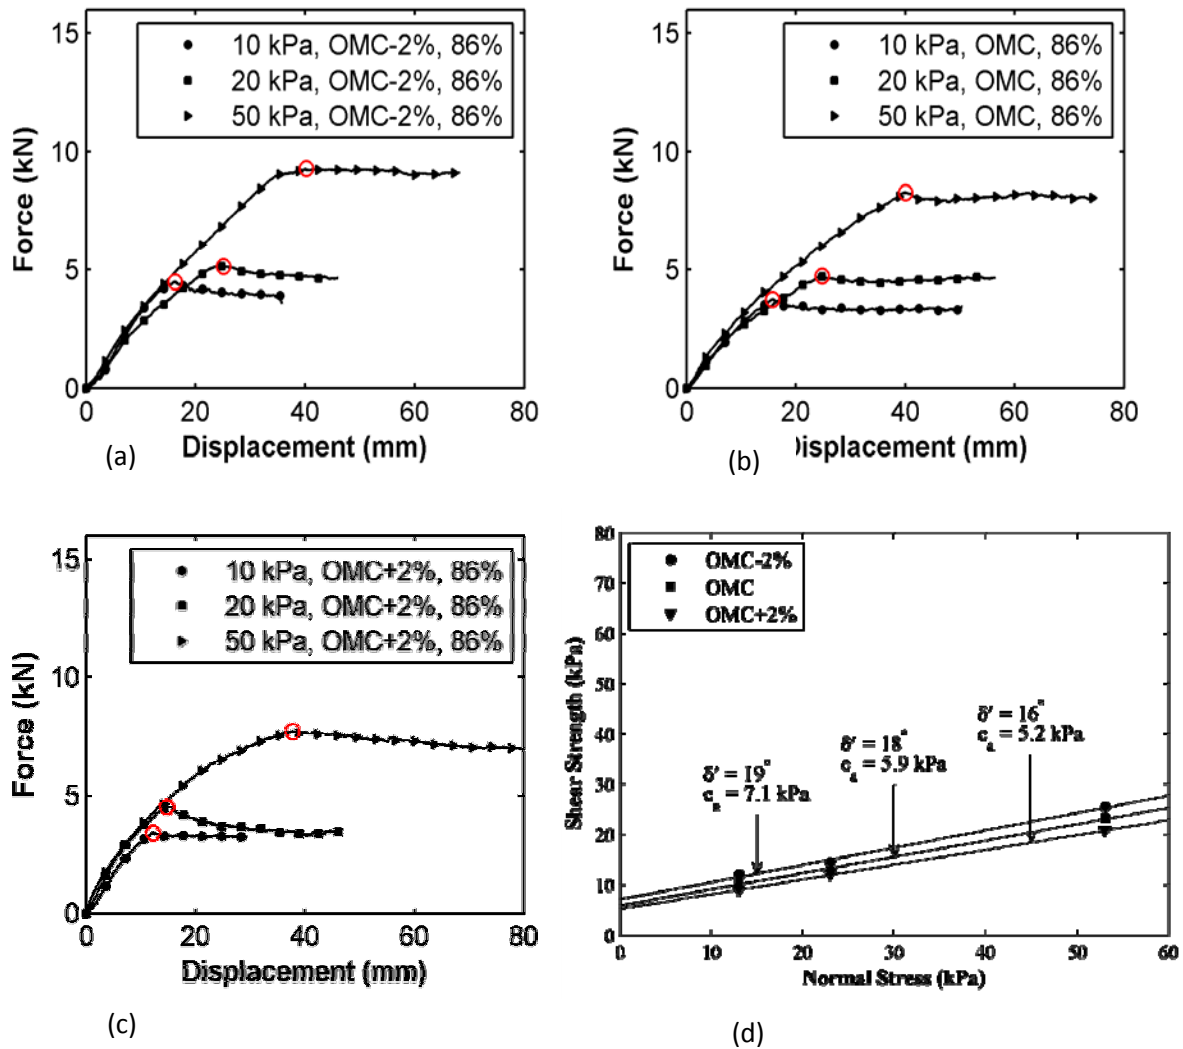 16
10 kPa, OMC-2%, 86%
20 kPa, OMC-2%, 86%
50 kPa, OMC-2%, 86%
10
5
0
Force (kN)
0 20 40 60 80
Displacement (mm)
(a)
16
10 kPa, OMC, 86%
20 kPa, OMC, 86%
50 kPa, OMC, 86%
10
5
0
Force (kN)
0 20 40 60 80
Displacement (mm)
(b)
15
10 kPa, OMC+2%, 86%
20 kPa, OMC+2%, 86%
50 kPa, OMC+2%, 86%
10
5
0
Force (kN)
0 20 40 60 80
Displacement (mm)
(c)
80
70
60
50
40
30
20
10
0
OMC-2%
OMC
OMC+2%
Shear Strength (kPa)
δ' = 19°
c = 7.1 kPa
δ' = 18°
cₐ = 5.9 kPa
δ' = 16°
cₐ = 5.2 kPa
0 10 20 30 40 50 60
Normal Stress (kPa)
(d)